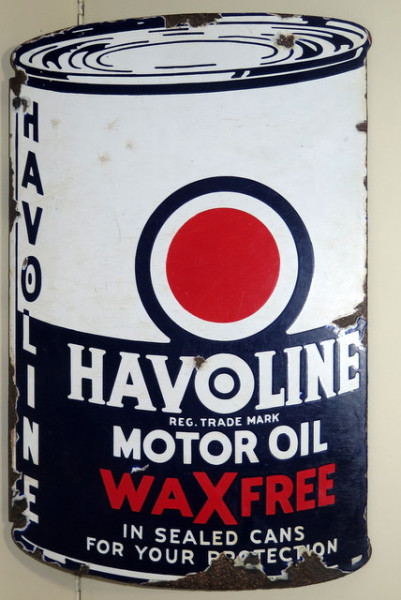 HAVOLINE
HAVOLINE
REG. TRADE MARK
MOTOR OIL
WAXFREE
IN SEALED CANS
FOR YOUR PROTECTION